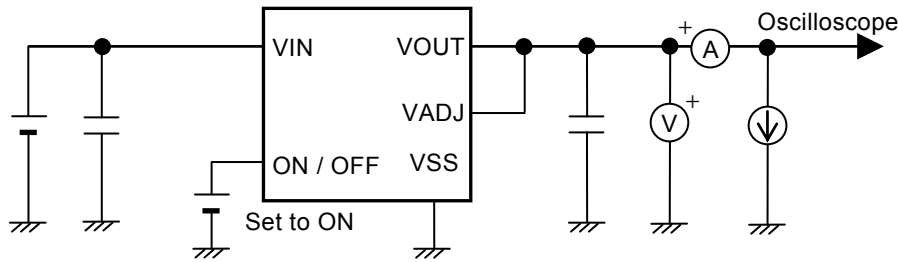 Oscilloscope
+
VIN
VOUT
A
VADJ
+
V
ON / OFF
VSS
Set to ON